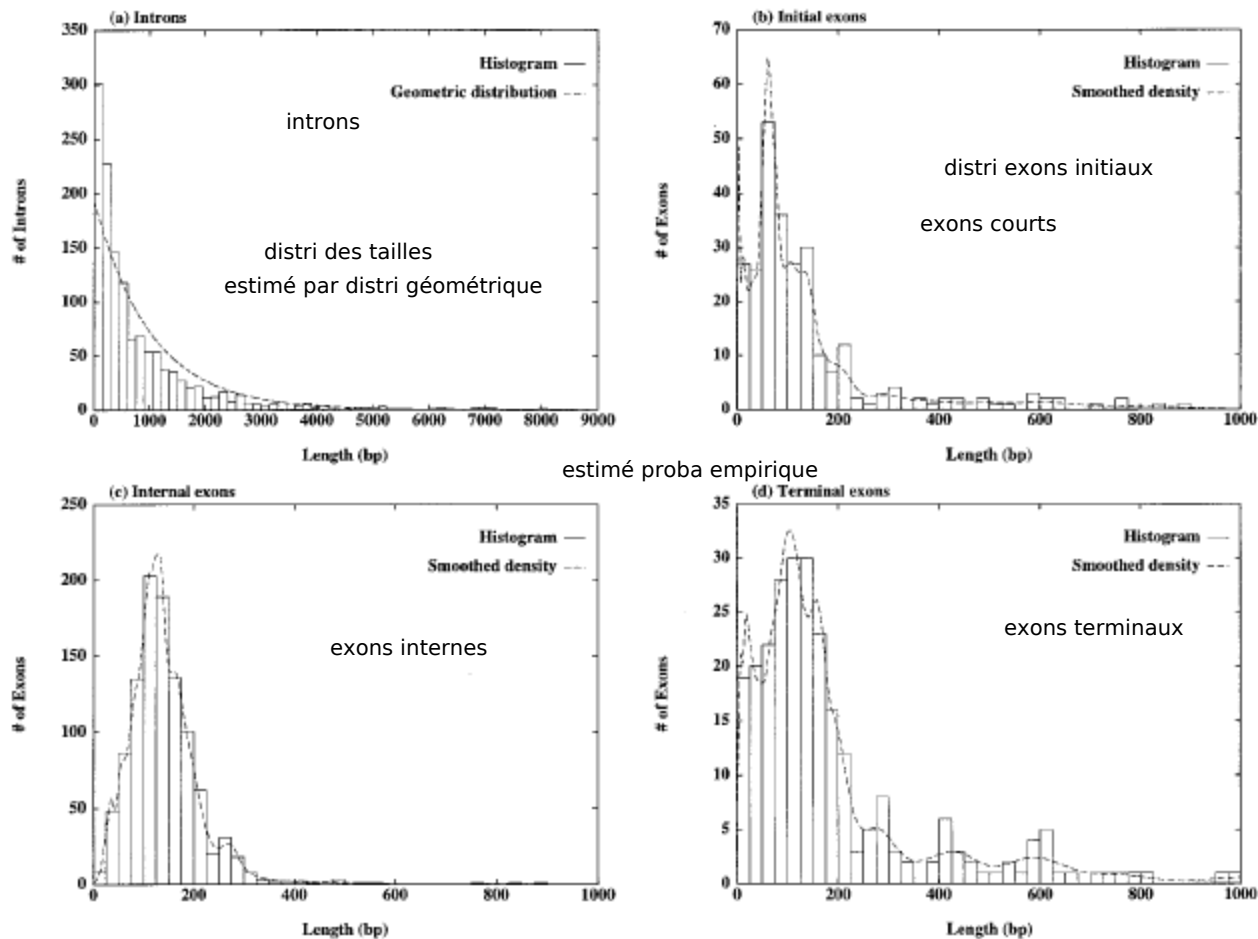 (a) Introns
350
300
250
200
150
100
50
0
# of Introns
Histogram
Geometric distribution
introns
distri des tailles
estimé par distri géométrique
0 1000 2000 3000 4000 5000 6000 7000 8000 9000
Length (bp)
(b) Initial exons
70
60
50
40
30
20
10
0
# of Exons
Histogram
Smoothed density
distri exons initiaux
exons courts
0 200 400 600 800 1000
Length (bp)
estimé proba empirique
(c) Internal exons
250
200
150
100
50
0
# of Exons
Histogram
Smoothed density
exons internes
0 200 400 600 800 1000
Length (bp)
(d) Terminal exons
35
30
25
20
15
10
5
0
# of Exons
Histogram
Smoothed density
exons terminaux
0 200 400 600 800 1000
Length (bp)